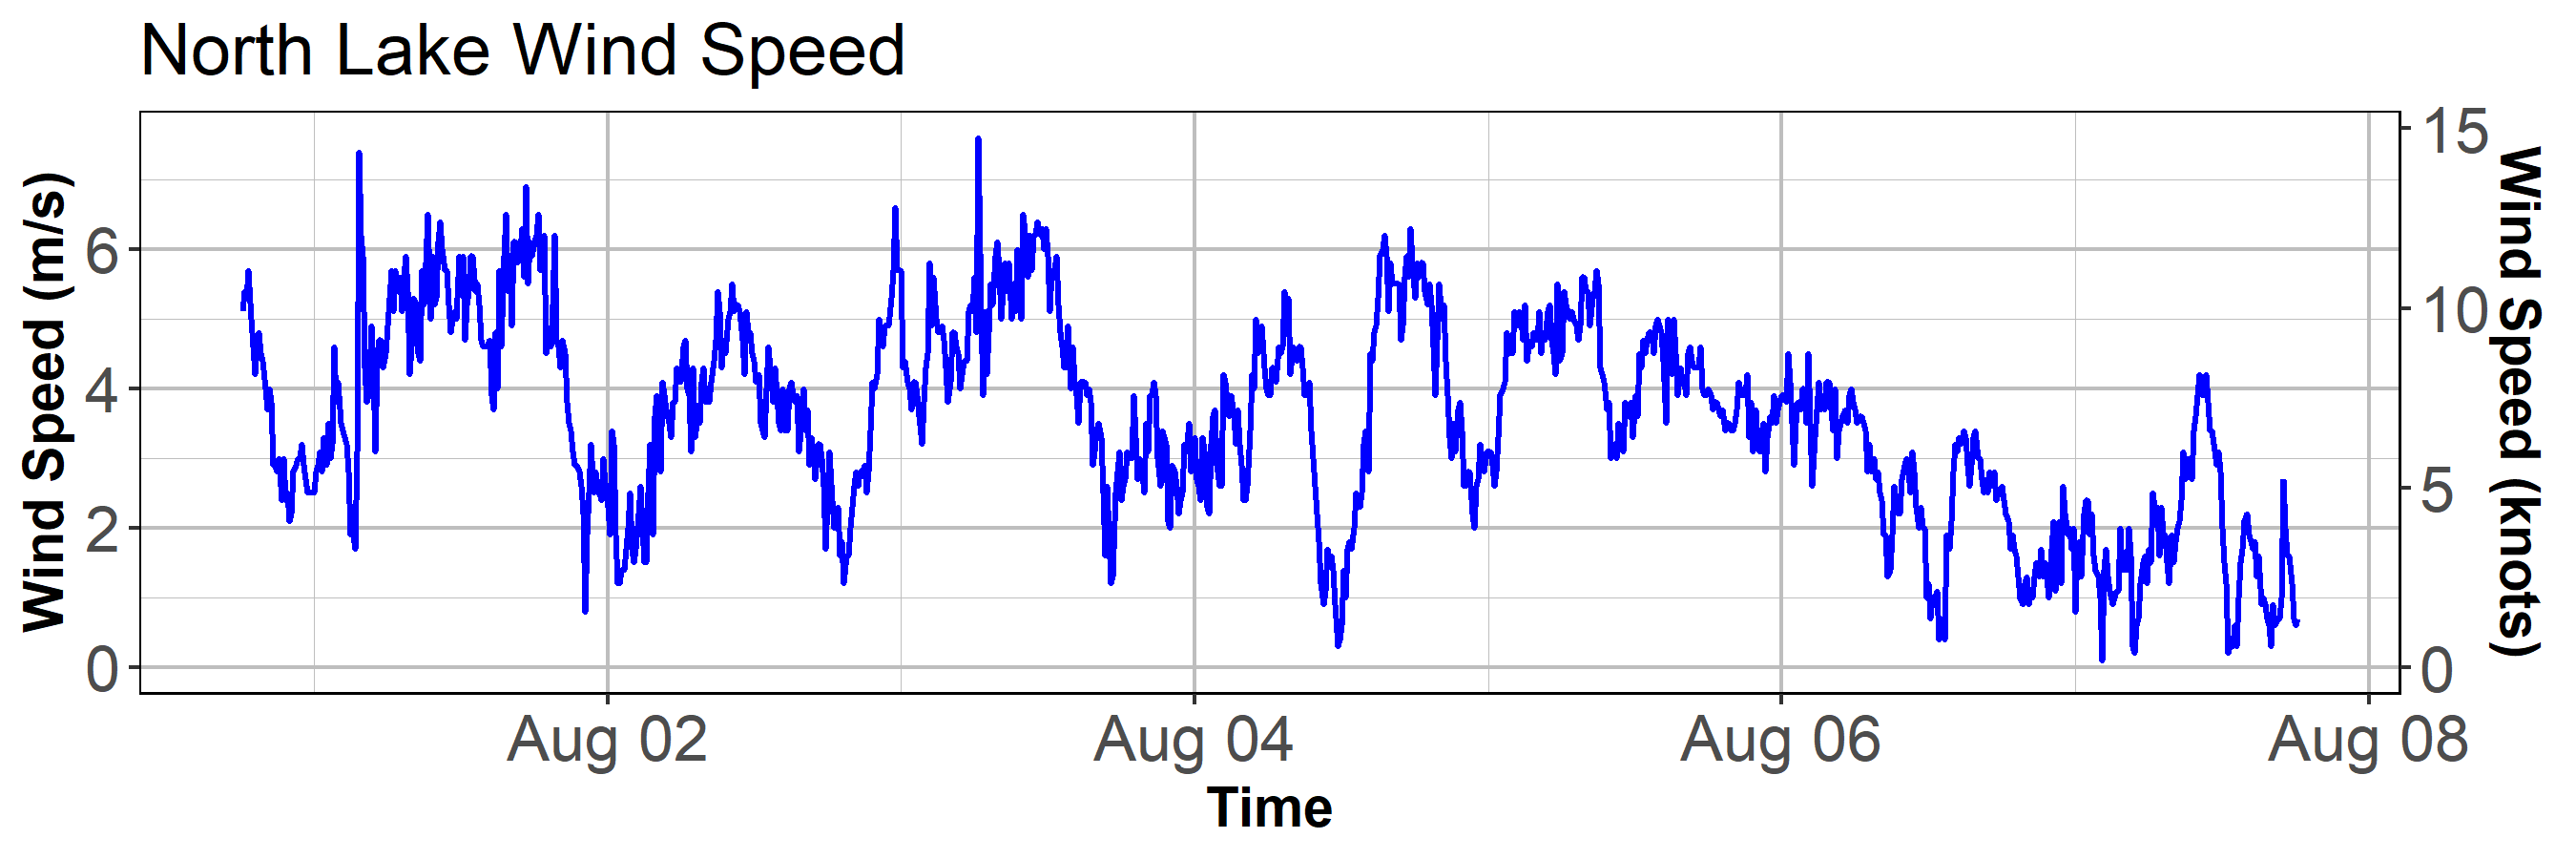 North Lake Wind Speed
Wind Speed (m/s)
6
4
2
0
15
10
5
0
Wind Speed (knots)
Aug 02
Aug 04
Aug 06
Aug 08
Time